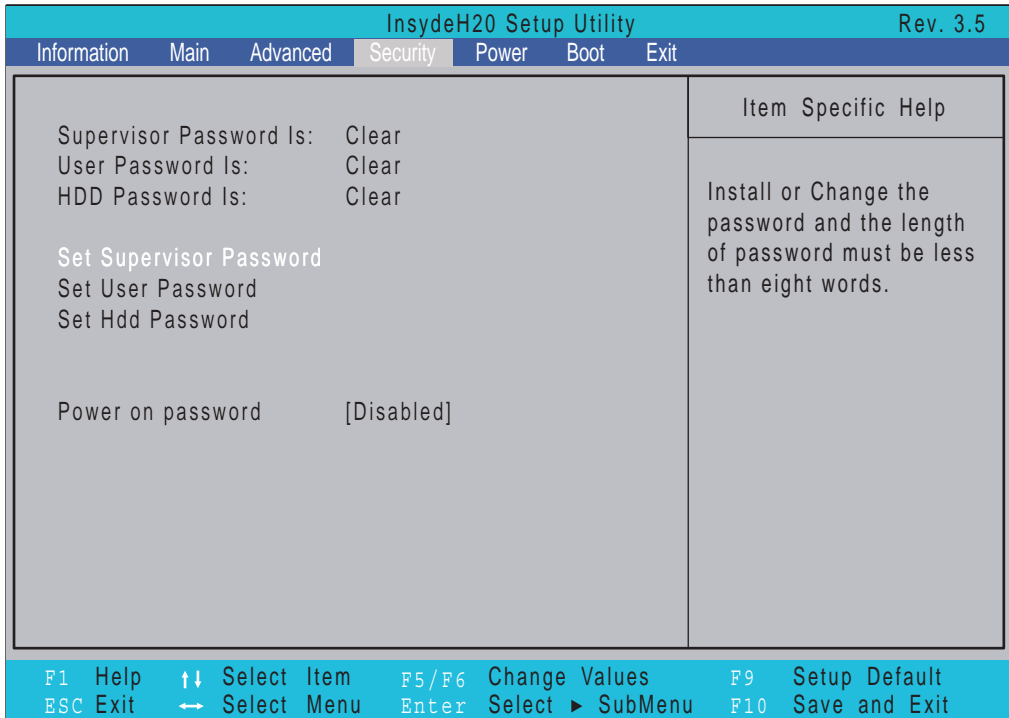 InsydeH20 Setup Utility Rev. 3.5
Information Main Advanced Security Power Boot Exit
Supervisor Password Is: Clear
User Password Is: Clear
HDD Password Is: Clear
Set Supervisor Password
Set User Password
Set Hdd Password
Power on password [Disabled]
Item Specific Help
Install or Change the
password and the length
of password must be less
than eight words.
F1 Help ↑↓ Select Item F5/F6 Change Values F9 Setup Default
ESC Exit ↔ Select Menu Enter Select ► SubMenu F10 Save and Exit